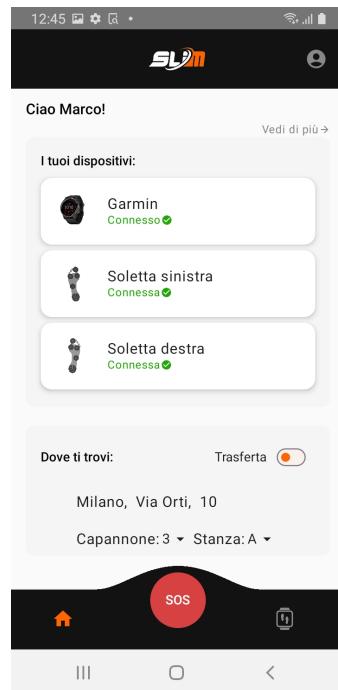 12:45
SLIM
Ciao Marco!
Vedi di più →
I tuoi dispositivi:
Garmin
Connesso
Soletta sinistra
Connessa
Soletta destra
Connessa
Dove ti trovi:
Trasferta
Milano, Via Orti, 10
Capannone: 3 Stanza: A
SOS